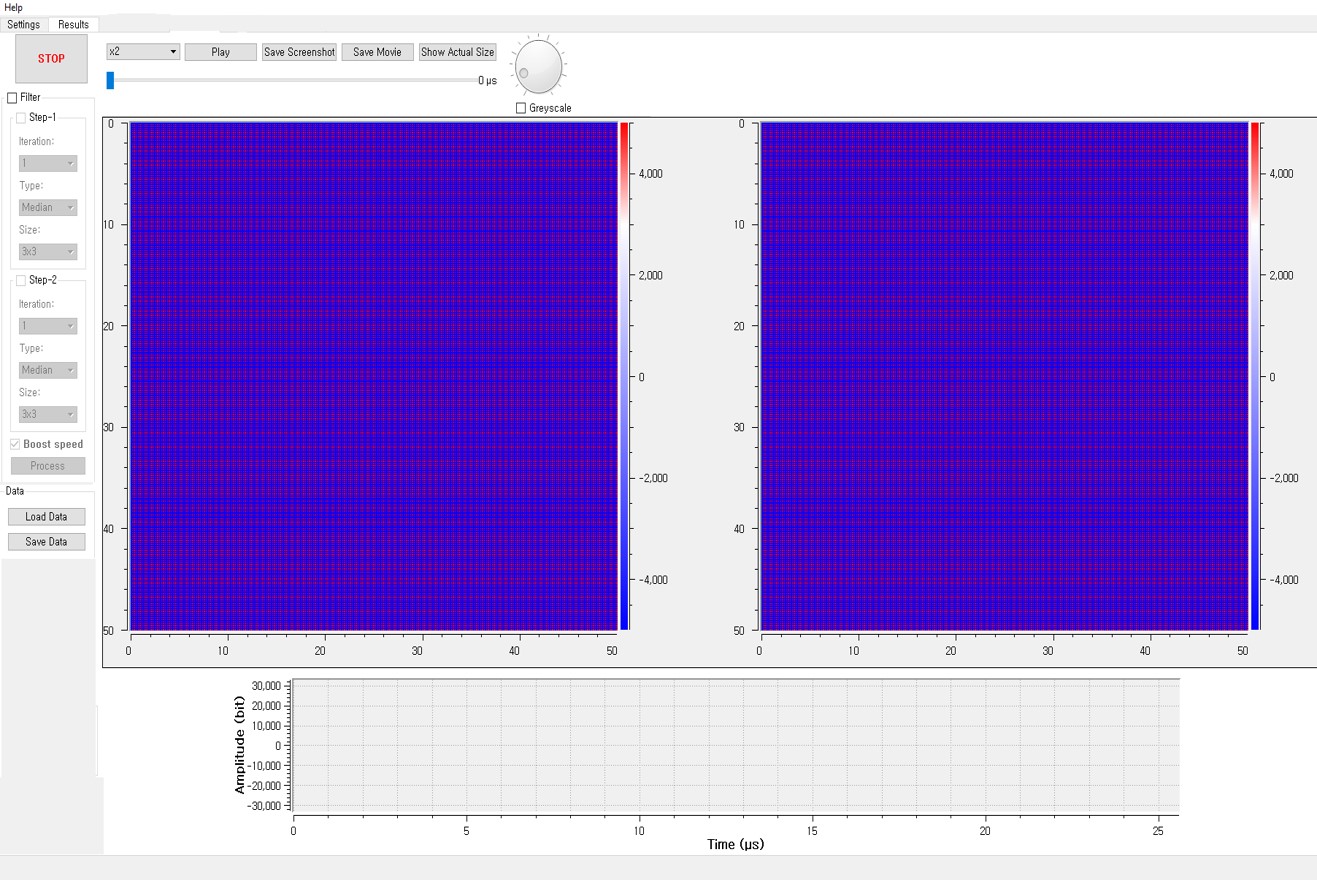 Help
Settings Results
STOP
x2 Play Save Screenshot Save Movie Show Actual Size
0 µs
Greyscale
Filter
Step-1
Iteration:
1
Type:
Median
Size:
3x3
Step-2
Iteration:
1
Type:
Median
Size:
3x3
Boost speed
Process
Data
Load Data
Save Data
0
10
20
30
40
50
0 10 20 30 40 50
4,000
2,000
0
-2,000
-4,000
0
10
20
30
40
50
0 10 20 30 40 50
4,000
2,000
0
-2,000
-4,000
Amplitude (bit)
30,000
20,000
10,000
0
-10,000
-20,000
-30,000
0 5 10 15 20 25
Time (µs)